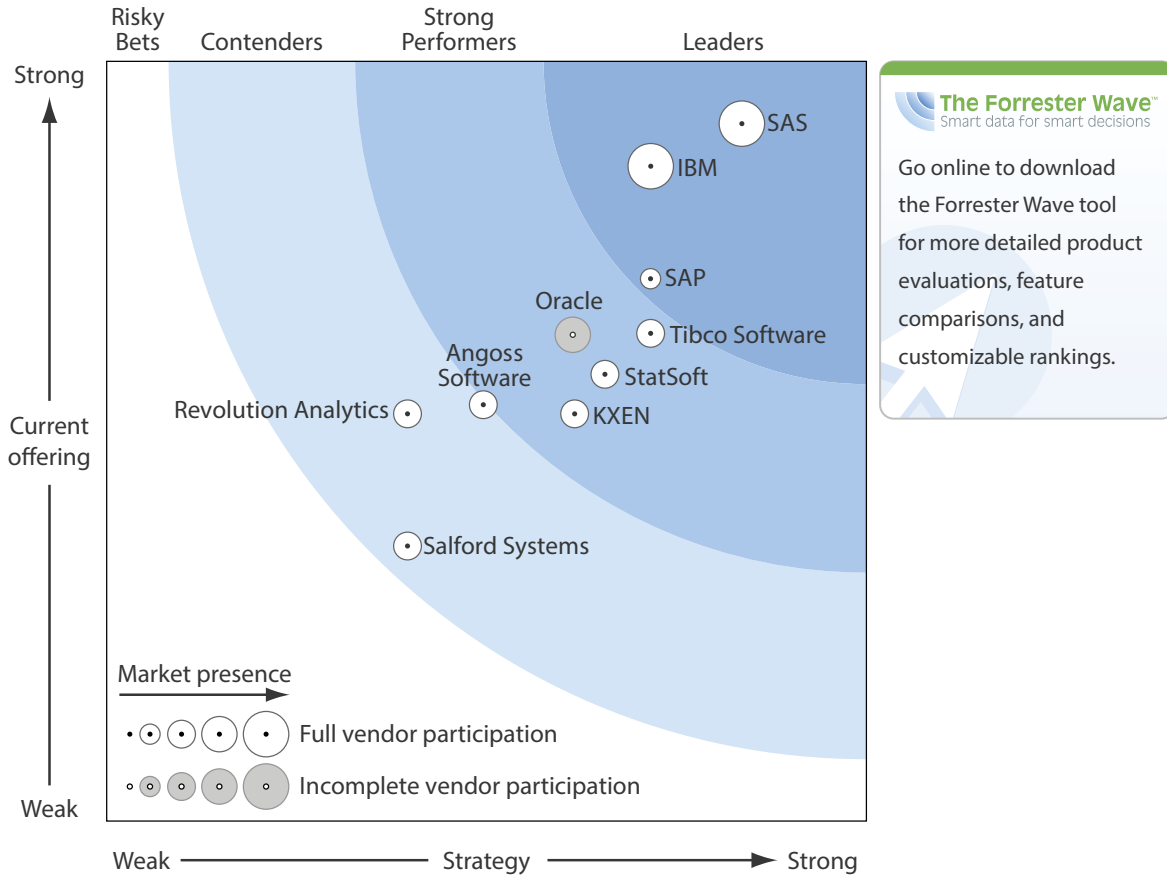 Risky
Bets
Contenders
Strong
Performers
Leaders
Strong
Current
offering
Weak
SAS
IBM
SAP
Oracle
Tibco Software
Angoss
Software
StatSoft
Revolution Analytics
KXEN
Salford Systems
Market presence
Full vendor participation
Incomplete vendor participation
Weak
Strategy
Strong
The Forrester Wave™
Smart data for smart decisions
Go online to download
the Forrester Wave tool
for more detailed product
evaluations, feature
comparisons, and
customizable rankings.